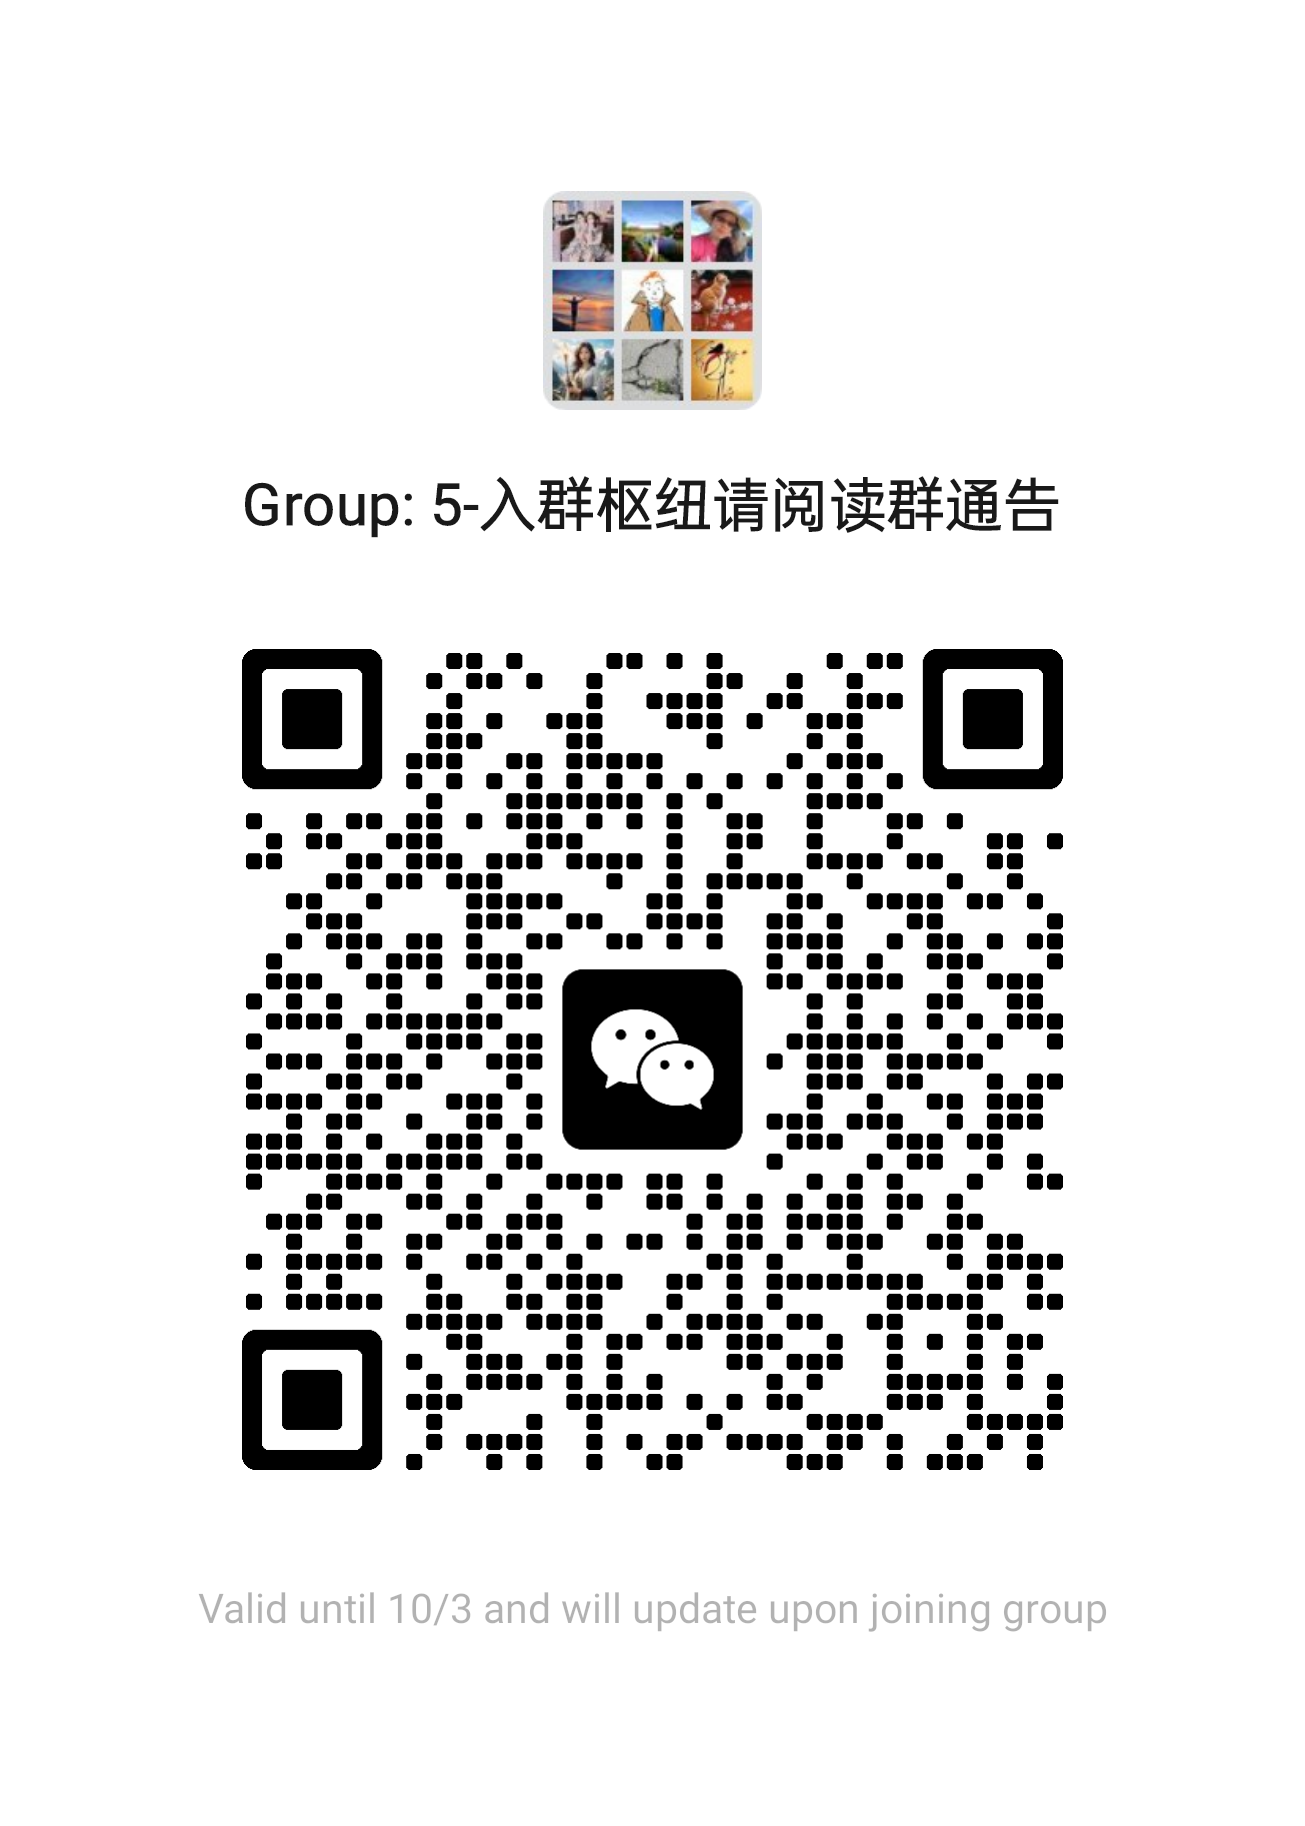 Group: 5-入群枢纽请阅读群通告
Valid until 10/3 and will update upon joining group